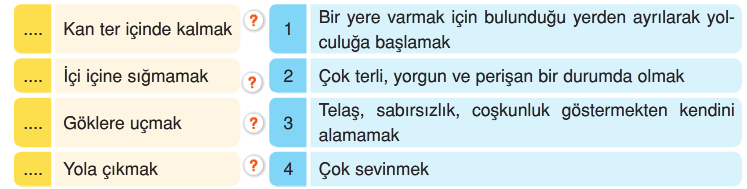 .... Kan ter içinde kalmak ? 1 Bir yere varmak için bulunduğu yerden ayrılarak yol-
culuğa başlamak
.... İçi içine sığmamak ? 2 Çok terli, yorgun ve perişan bir durumda olmak
.... Göklere uçmak ? 3 Telaş, sabırsızlık, coşkunluk göstermekten kendini
alamamak
.... Yola çıkmak ? 4 Çok sevinmek